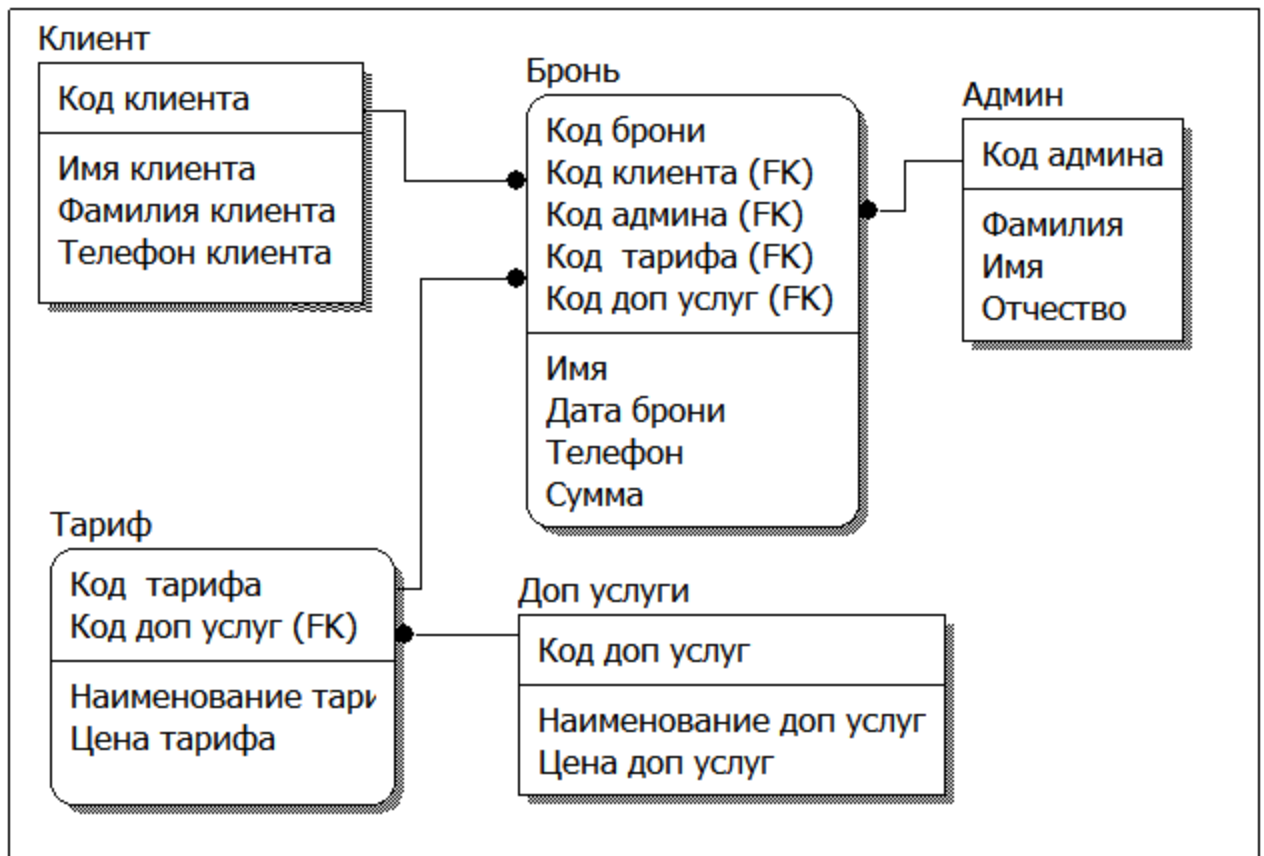 Клиент
Код клиента
Имя клиента
Фамилия клиента
Телефон клиента
Бронь
Код брони
Код клиента (FK)
Код админа (FK)
Код  тарифа (FK)
Код доп услуг (FK)
Имя
Дата брони
Телефон
Сумма
Админ
Код админа
Фамилия
Имя
Отчество
Тариф
Код  тарифа
Код доп услуг (FK)
Наименование тари
Цена тарифа
Доп услуги
Код доп услуг
Наименование доп услуг
Цена доп услуг